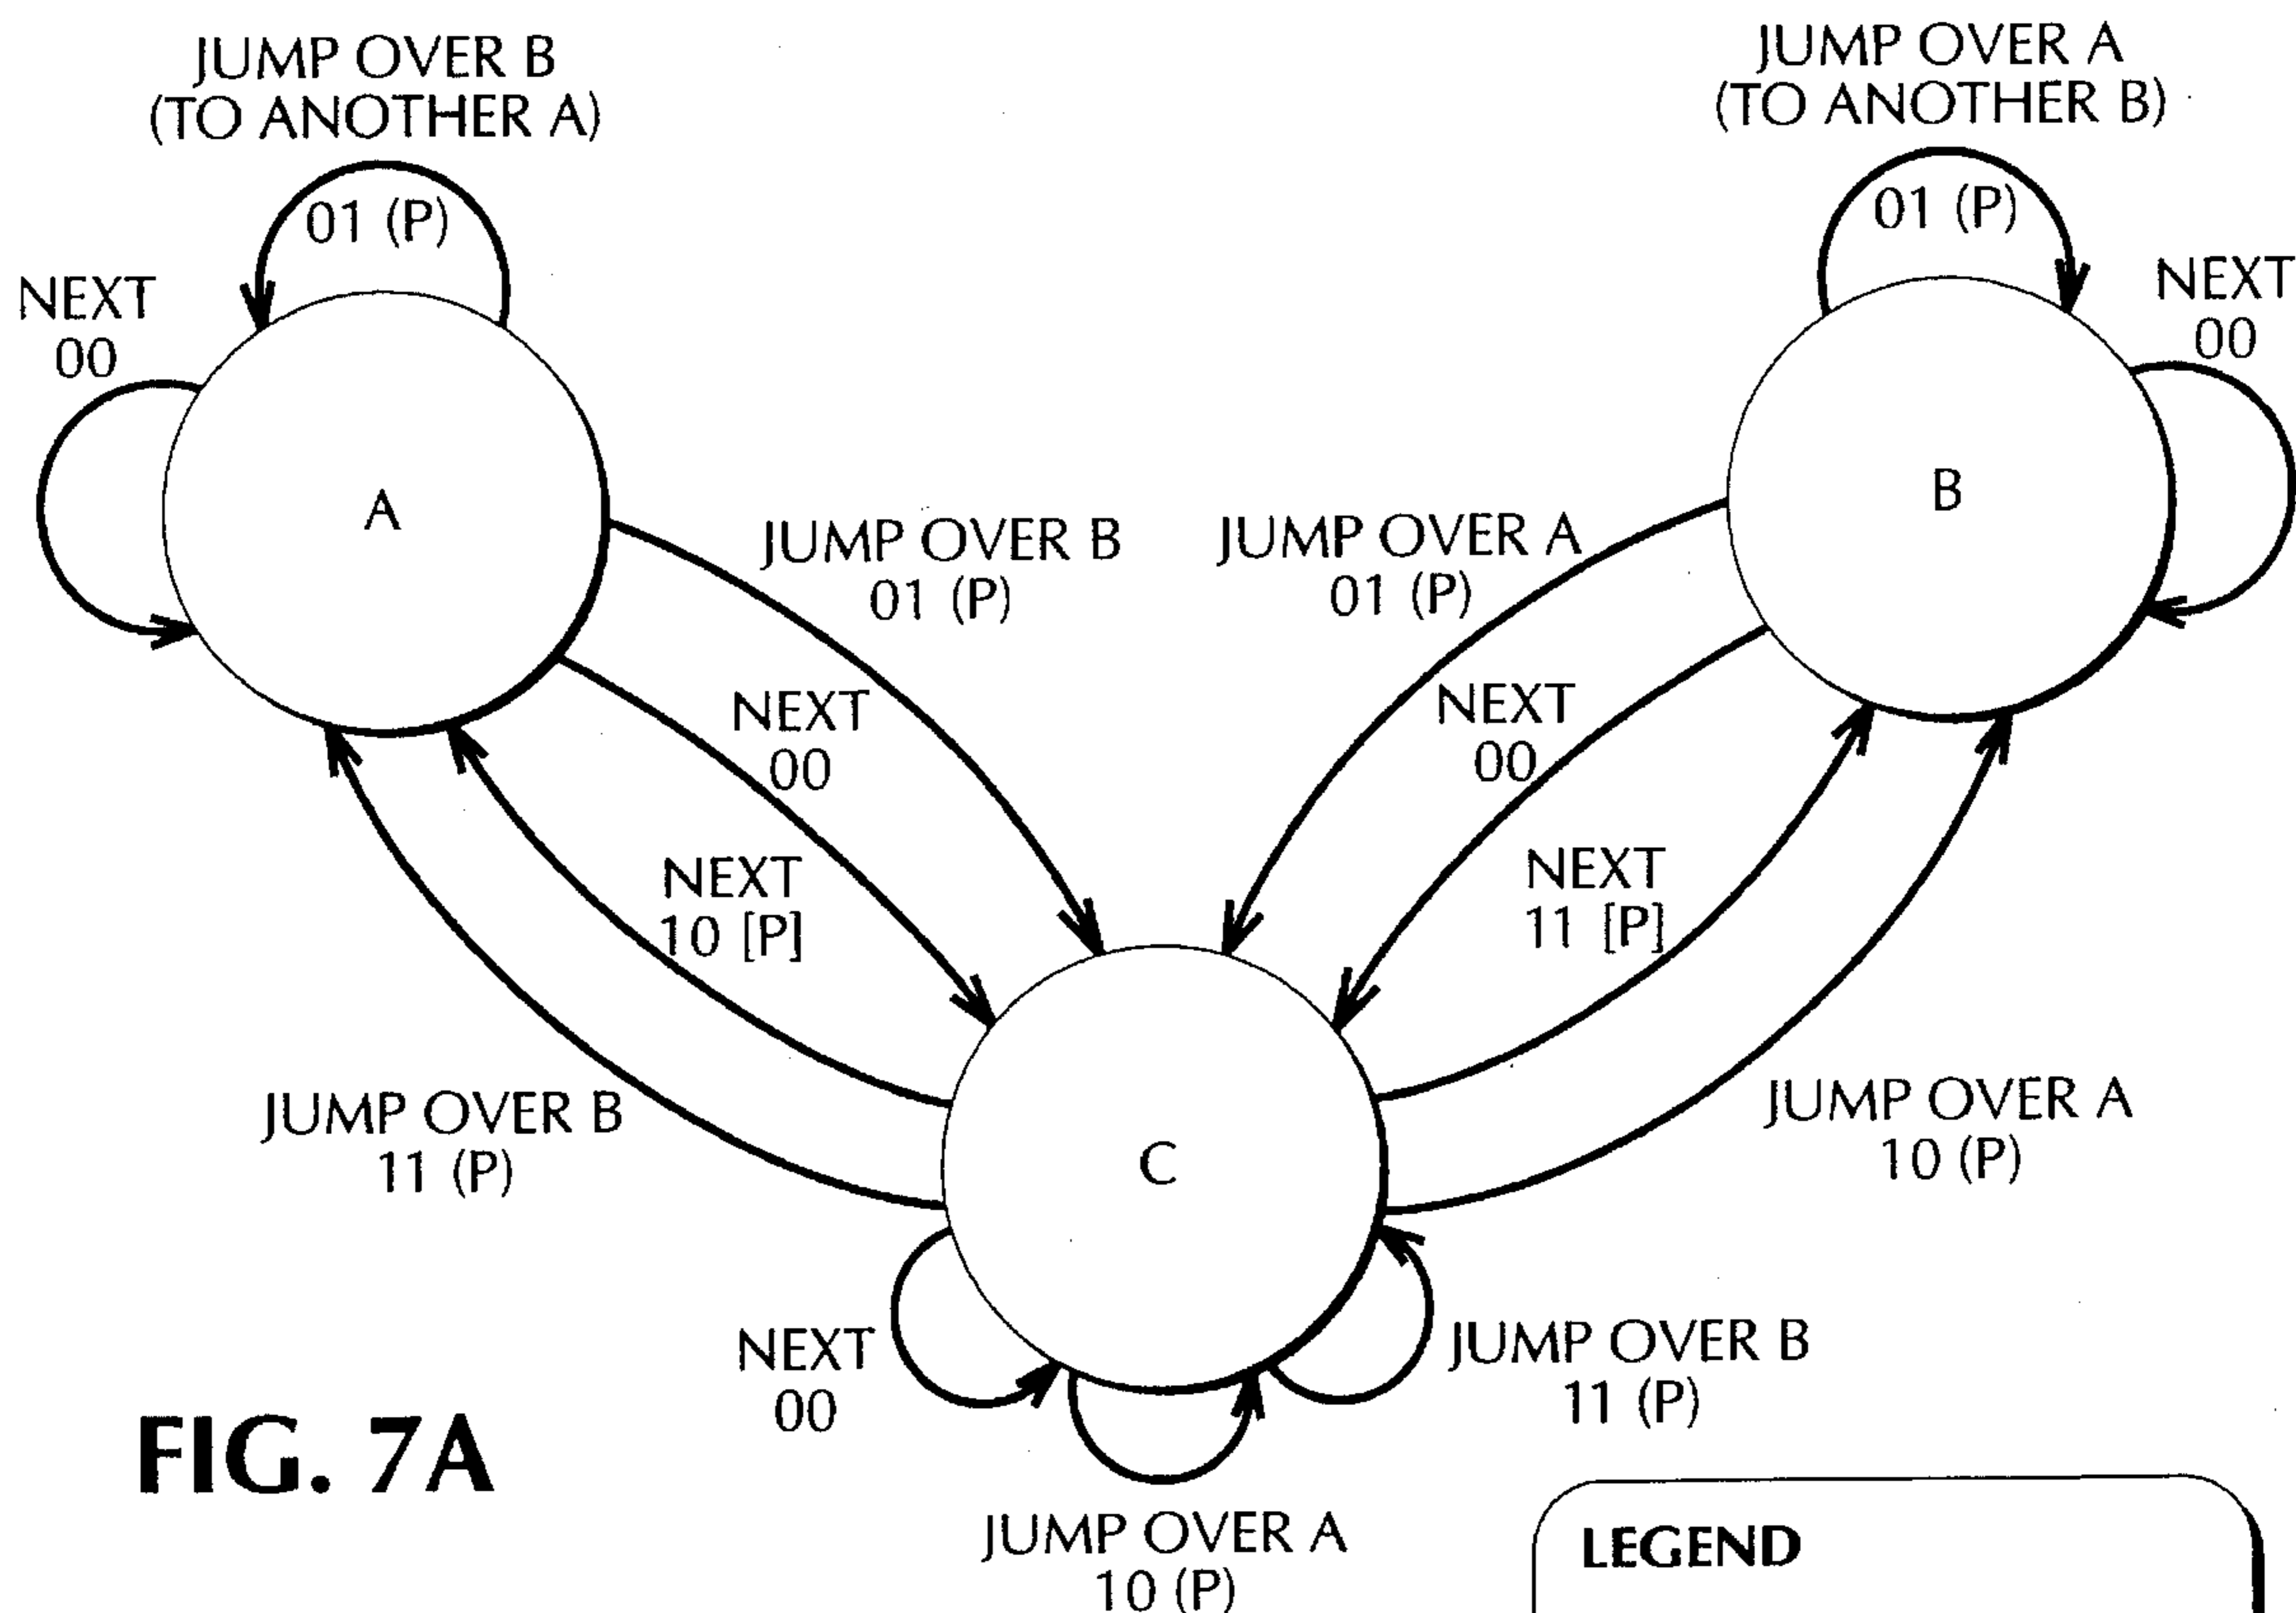 JUMP OVER B
(TO ANOTHER A)
01 (P)
NEXT
00
A
JUMP OVER A
(TO ANOTHER B)
01 (P)
NEXT
00
B
JUMP OVER B
01 (P)
JUMP OVER A
01 (P)
NEXT
00
NEXT
00
NEXT
10 [P]
NEXT
11 [P]
JUMP OVER B
11 (P)
C
JUMP OVER A
10 (P)
NEXT
00
JUMP OVER B
11 (P)
JUMP OVER A
10 (P)
FIG. 7A
LEGEND